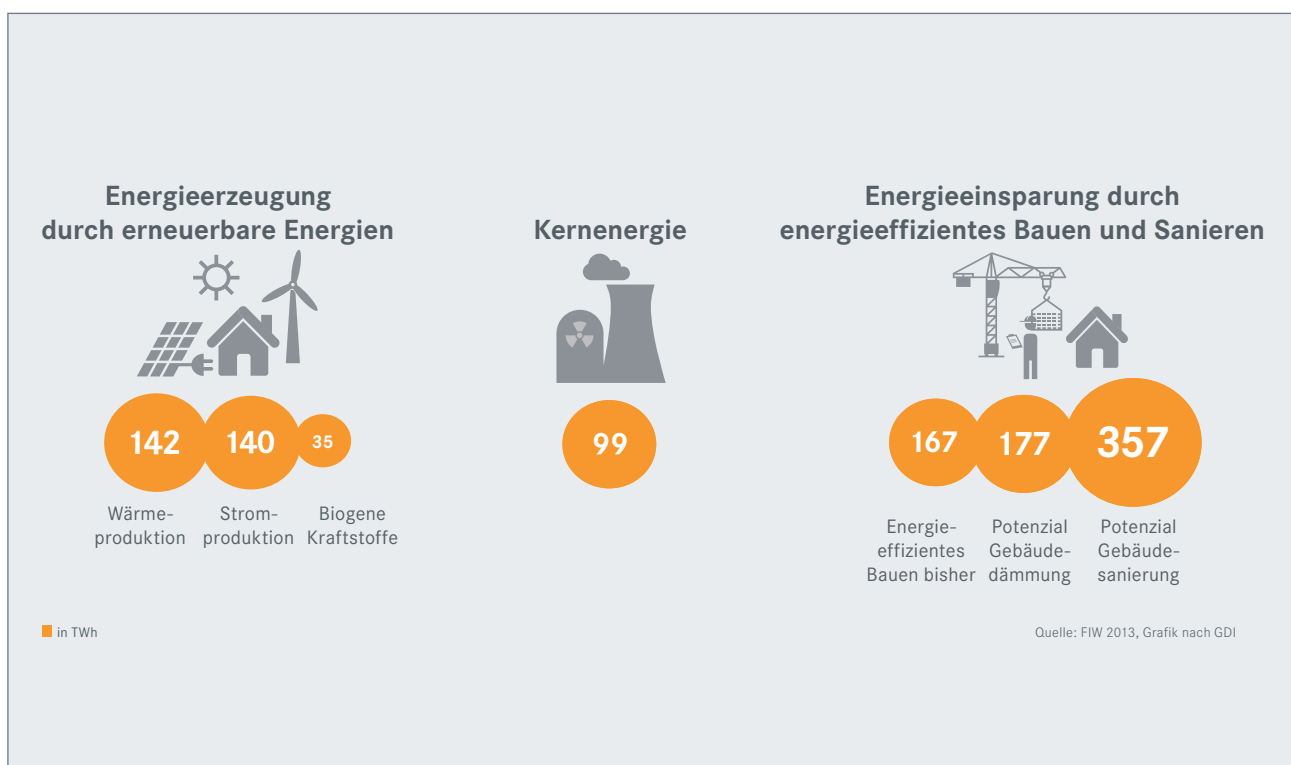 Energieerzeugung
durch erneuerbare Energien
142
140
35
Wärme-
produktion
Strom-
produktion
Biogene
Kraftstoffe
Kernenergie
99
Energieeinsparung durch
energieeffizientes Bauen und Sanieren
167
177
357
Energie-
effizientes
Bauen bisher
Potenzial
Gebäude-
dämmung
Potenzial
Gebäude-
sanierung
in TWh
Quelle: FIW 2013, Grafik nach GDI